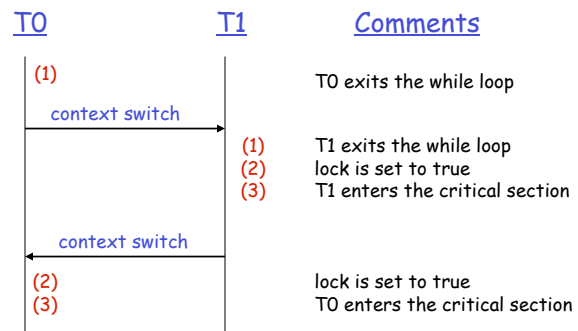 T0 T1 Comments
(1) T0 exits the while loop
context switch
(1) T1 exits the while loop
(2) lock is set to true
(3) T1 enters the critical section
context switch
(2) lock is set to true
(3) T0 enters the critical section